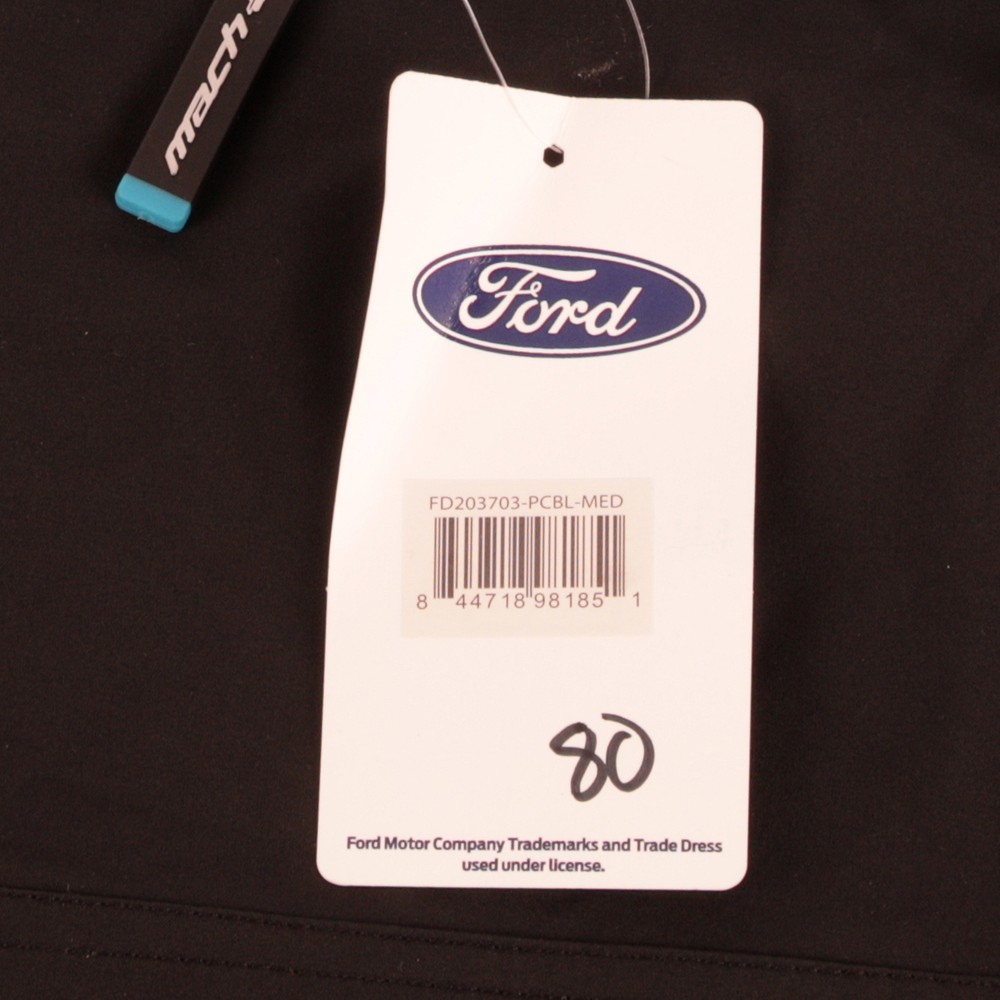 mach
Ford
FD203703-PCBL-MED
8 44718 98185 1
80
Ford Motor Company Trademarks and Trade Dress
used under license.